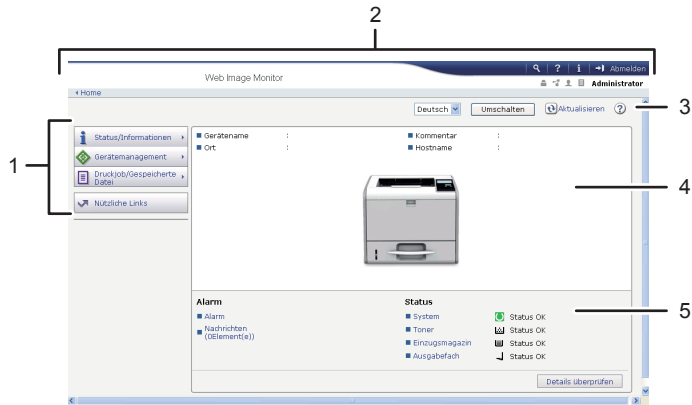 2
Abmelden
Web Image Monitor
Administrator
Home
Deutsch
Umschalten
Aktualisieren
3
1
Status/Informationen
Gerätemanagement
Druckjob/Gespeicherte
Datei
Nützliche Links
Gerätename :
Ort :
Kommentar :
Hostname :
4
Alarm
Alarm
Nachrichten
(0Element(e))
Status
System Status OK
Toner Status OK
Einzugsmagazin Status OK
Ausgabefach Status OK
5
Details überprüfen